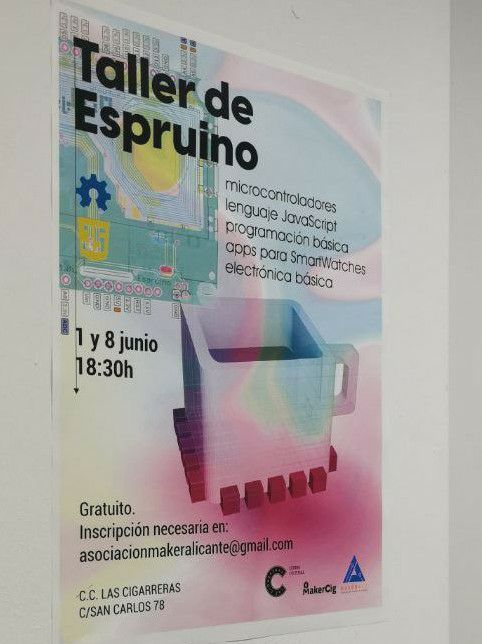 Taller de
Espruino
microcontroladores
lenguaje JavaScript
programación básica
apps para SmartWatches
electrónica básica
1 y 8 junio
18:30h
Gratuito.
Inscripción necesaria en:
asociacionmakeralicante@gmail.com
C.C. LAS CIGARRERAS
C/SAN CARLOS 78
MakerCig